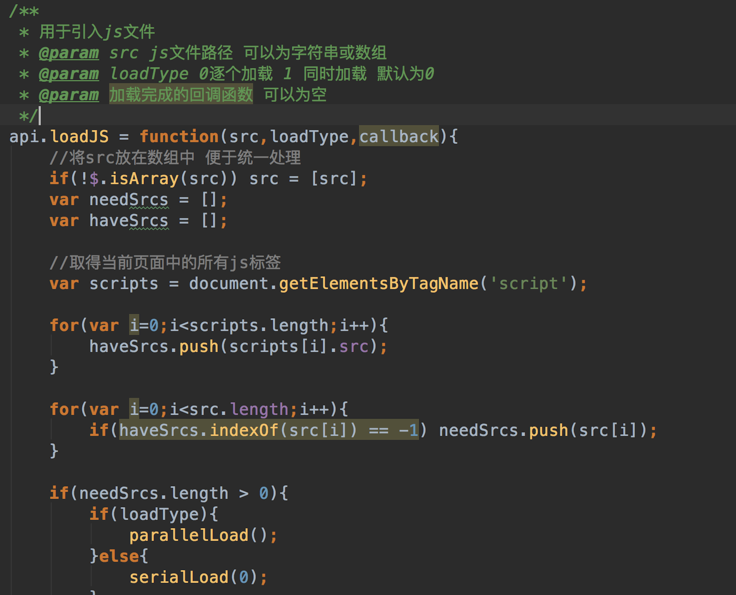 /**
 * 用于引入js文件
 * @param src js文件路径 可以为字符串或数组
 * @param loadType 0逐个加载 1 同时加载 默认为0
 * @param 加载完成的回调函数 可以为空
 */
api.loadJS = function(src,loadType,callback){
    //将src放在数组中 便于统一处理
    if(!$.isArray(src)) src = [src];
    var needSrcs = [];
    var haveSrcs = [];
    //取得当前页面中的所有js标签
    var scripts = document.getElementsByTagName('script');
    for(var i=0;i<scripts.length;i++){
        haveSrcs.push(scripts[i].src);
    }
    for(var i=0;i<src.length;i++){
        if(haveSrcs.indexOf(src[i]) == -1) needSrcs.push(src[i]);
    }
    if(needSrcs.length > 0){
        if(loadType){
            parallelLoad();
        }else{
            serialLoad(0);